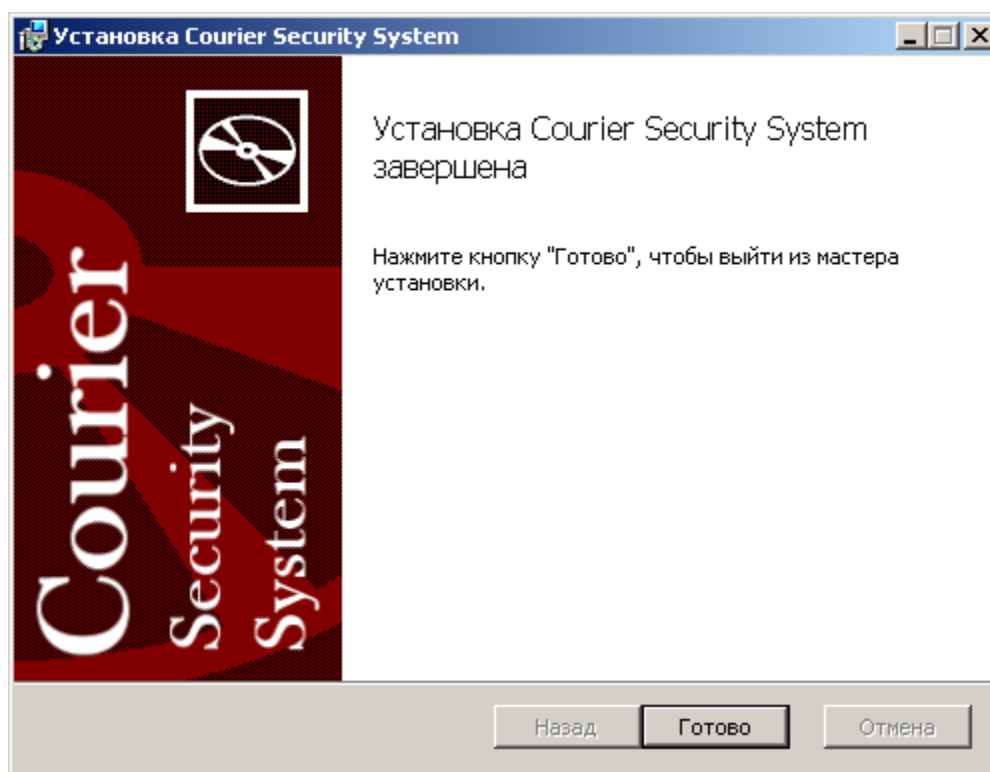 Установка Courier Security System
Courier
Security
System
Установка Courier Security System
завершена
Нажмите кнопку "Готово", чтобы выйти из мастера
установки.
Назад
Готово
Отмена